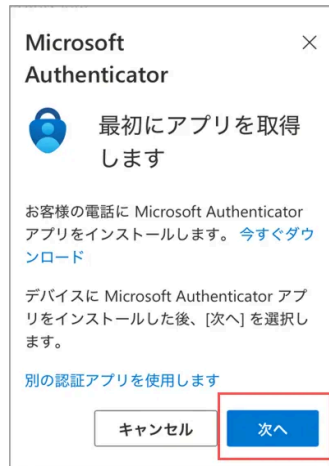 Microsoft
Authenticator
最初にアプリを取得
します
お客様の電話に Microsoft Authenticator
アプリをインストールします。 今すぐダウ
ンロード
デバイスに Microsoft Authenticator アプ
リをインストールした後、[次へ] を選択し
ます。
別の認証アプリを使用します
キャンセル
次へ